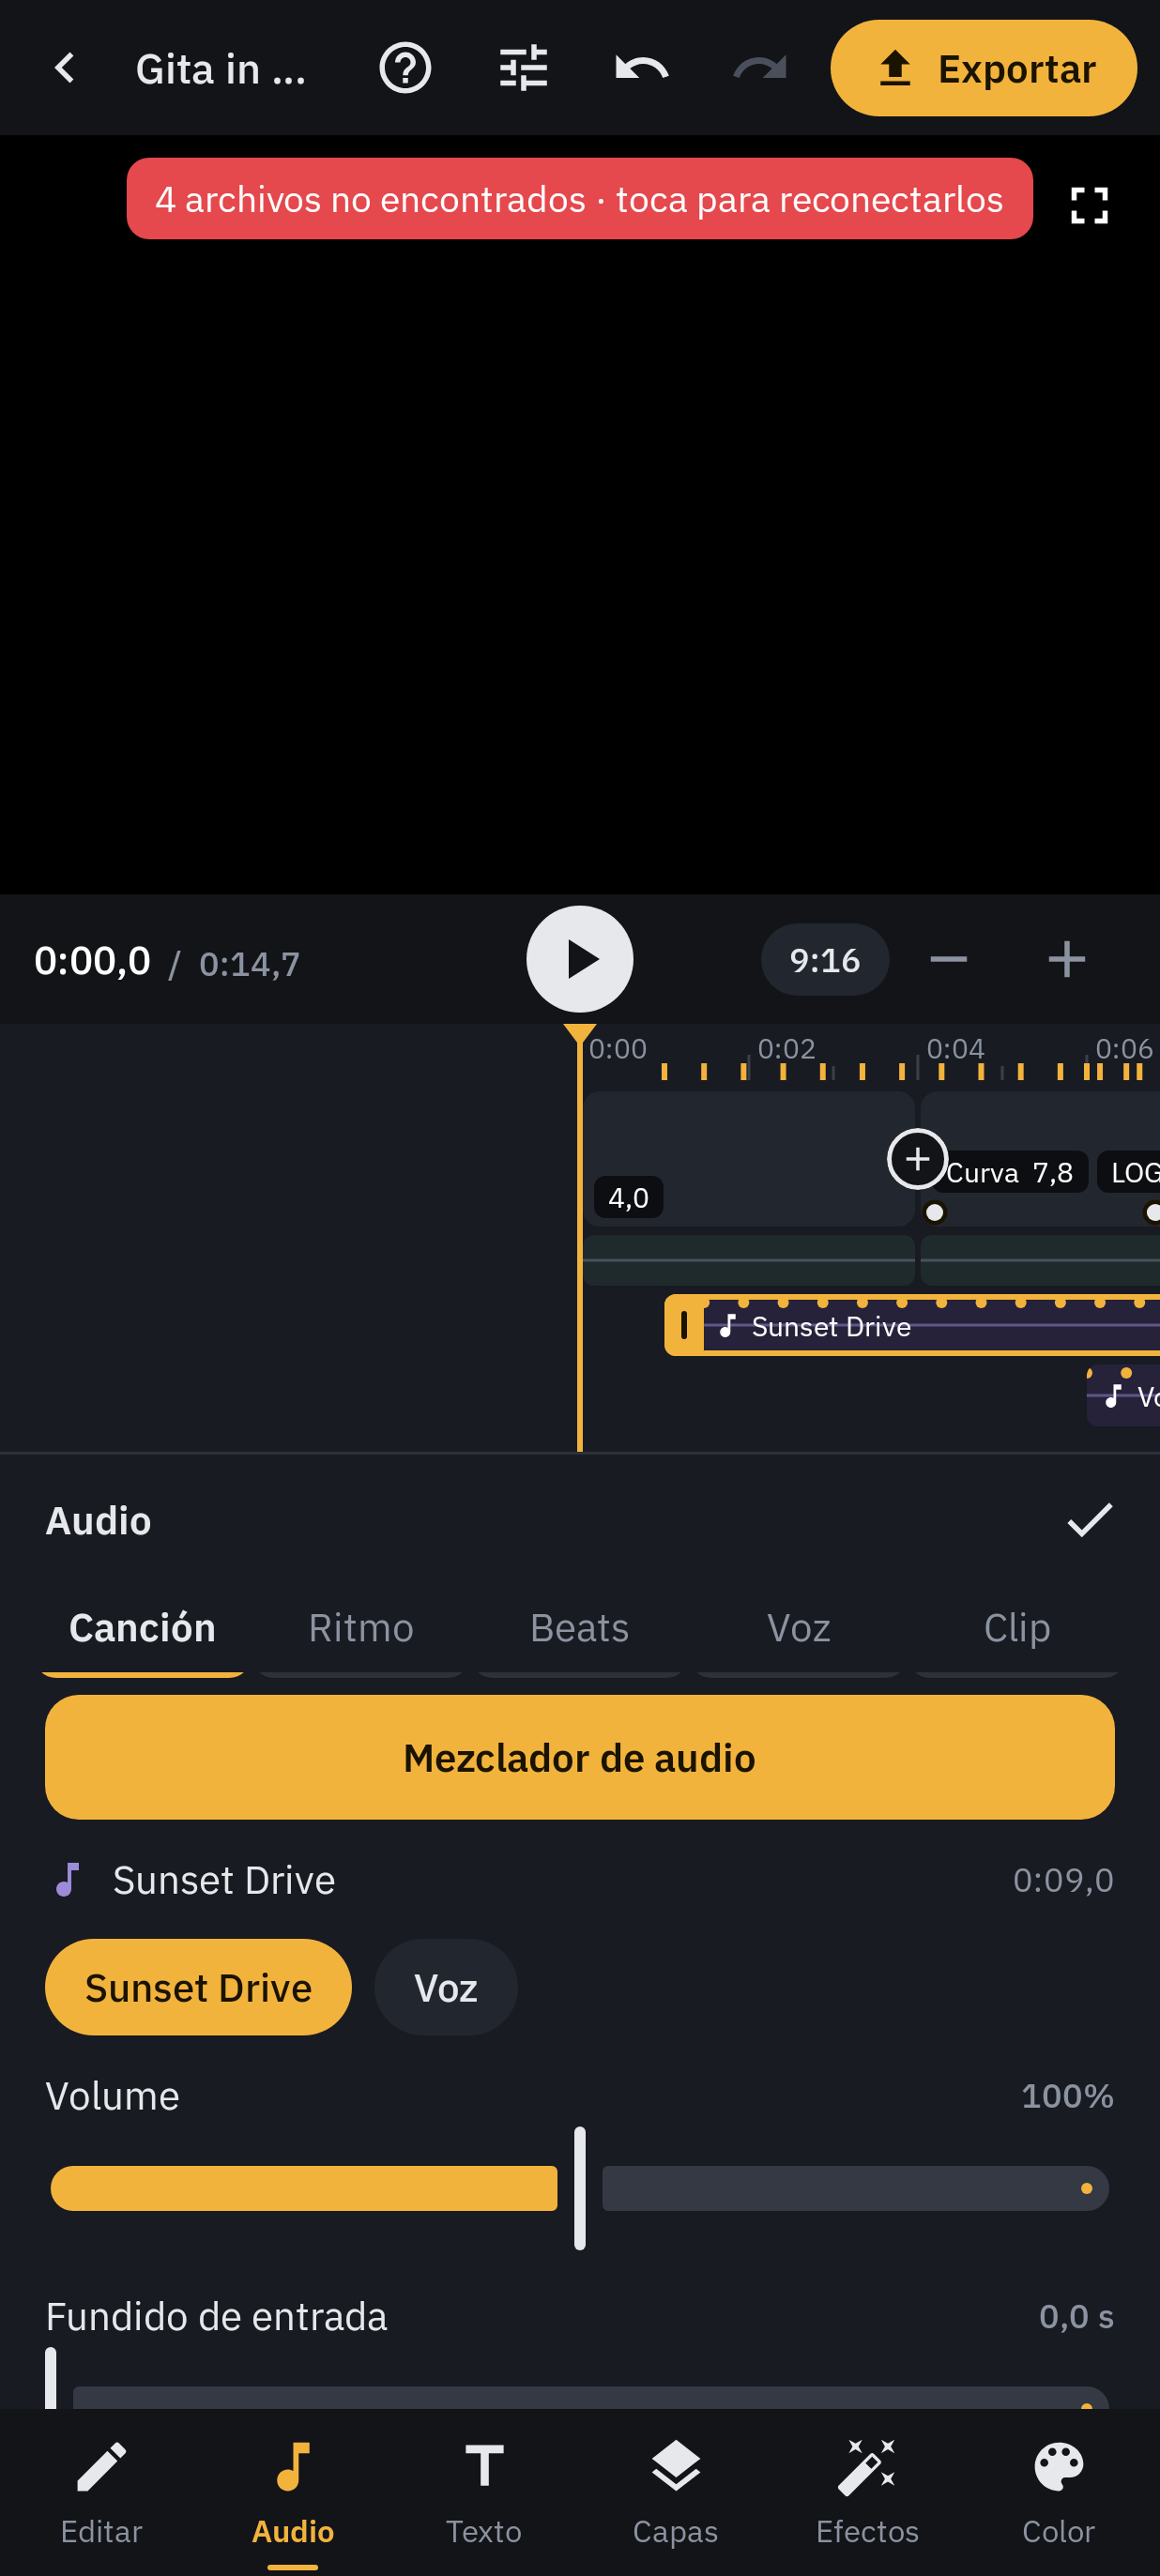 Gita in ...
Exportar
4 archivos no encontrados · toca para reconectarlos
0:00,0 / 0:14,7
9:16
0:00 0:02 0:04 0:06
4,0
Curva 7,8
LOG
Sunset Drive
Audio
Canción Ritmo Beats Voz Clip
Mezclador de audio
Sunset Drive 0:09,0
Sunset Drive Voz
Volume 100%
Fundido de entrada 0,0 s
Editar Audio Texto Capas Efectos Color